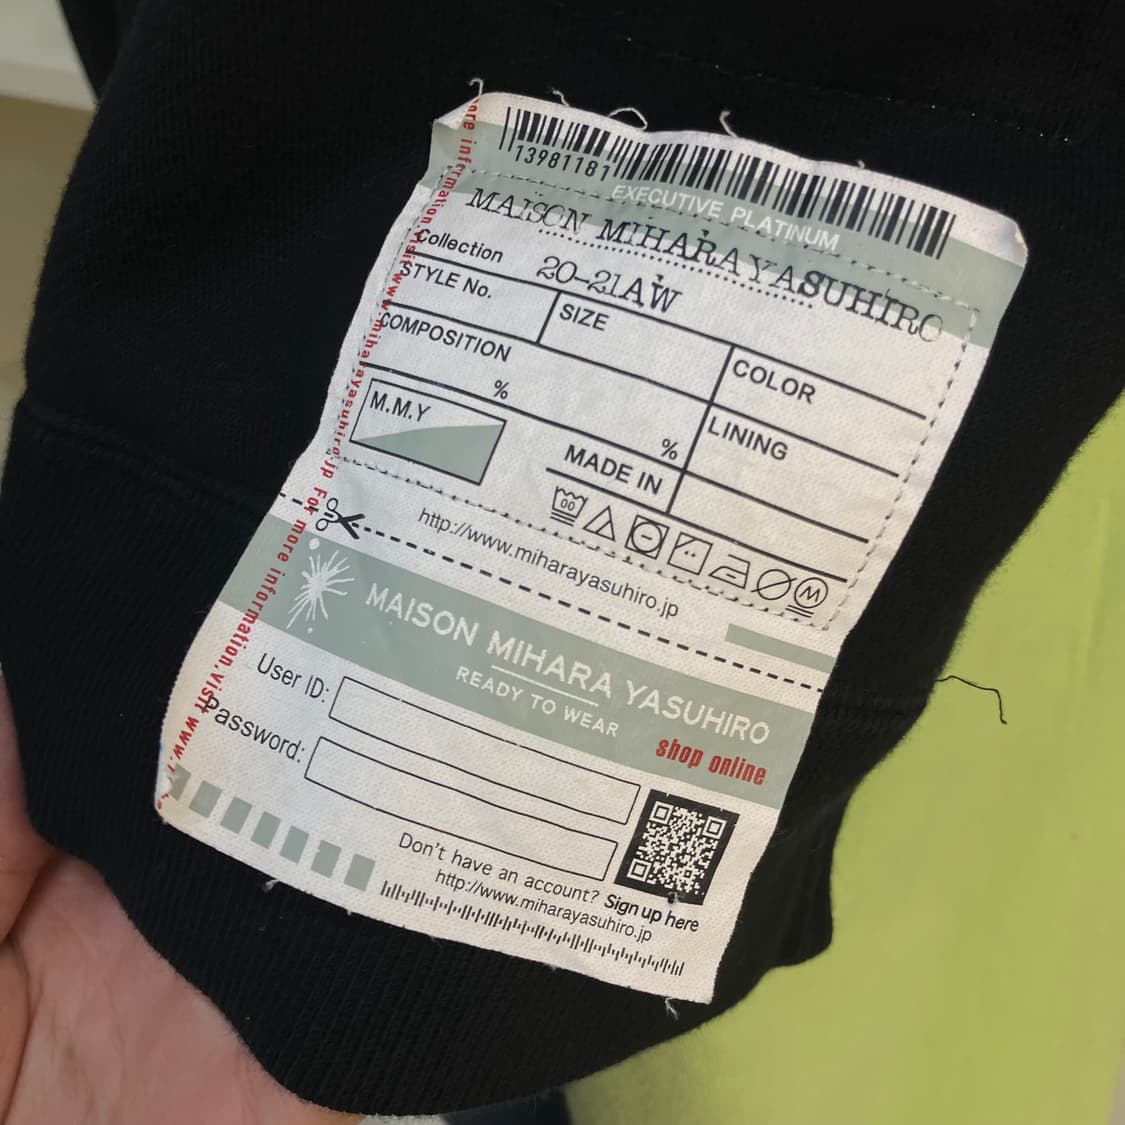 13981181
EXECUTIVE PLATINUM
MAISON MIHARAYASUHIRO
Collection 20-21AW
STYLE No.
SIZE
COLOR
COMPOSITION
%
%
LINING
M.M.Y
MADE IN
00
M
http://www.miharayasuhiro.jp
MAISON MIHARA YASUHIRO
READY TO WEAR
shop online
User ID:
Password:
Don't have an account? Sign up here
http://www.miharayasuhiro.jp
more information. visit www.miharayasuhiro.jp For more information. visit www.